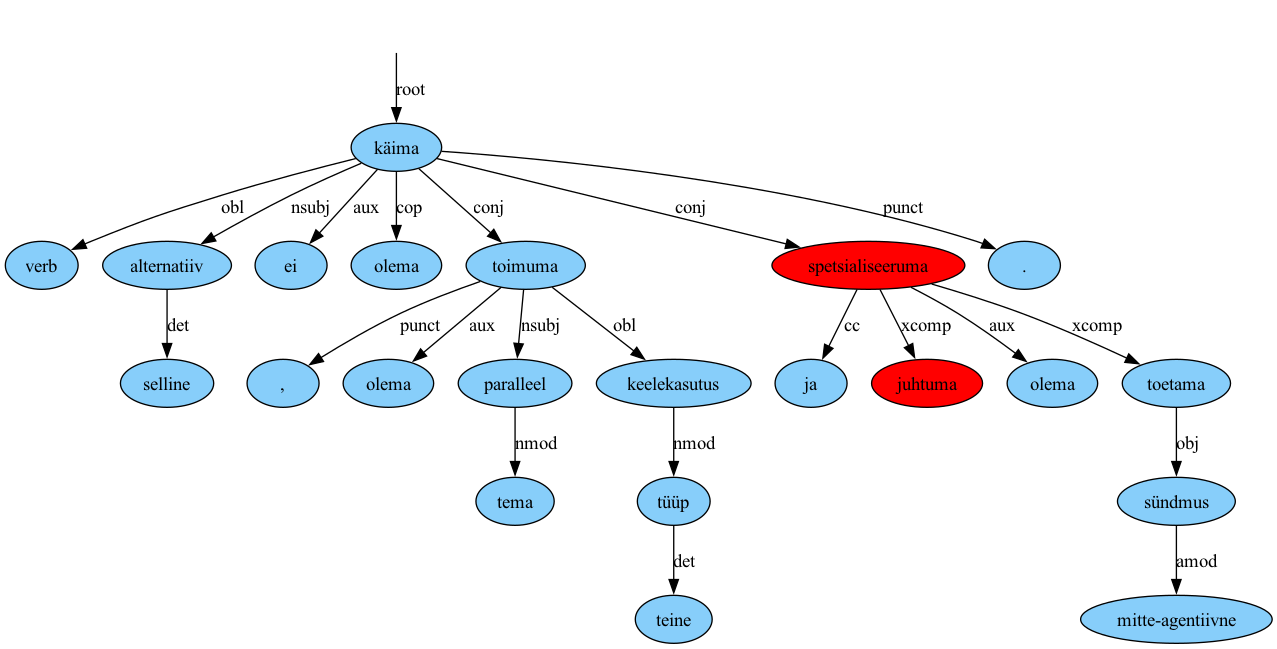 root
käima
obl nsubj aux cop conj conj punct
verb alternatiiv ei olema toimuma spetsialiseeruma .
det punct aux nsubj obl cc xcomp aux xcomp
selline , olema paralleel keelekasutus ja juhtuma olema toetama
nmod nmod obj
tema tüüp sündmus
det amod
teine mitte-agentiivne